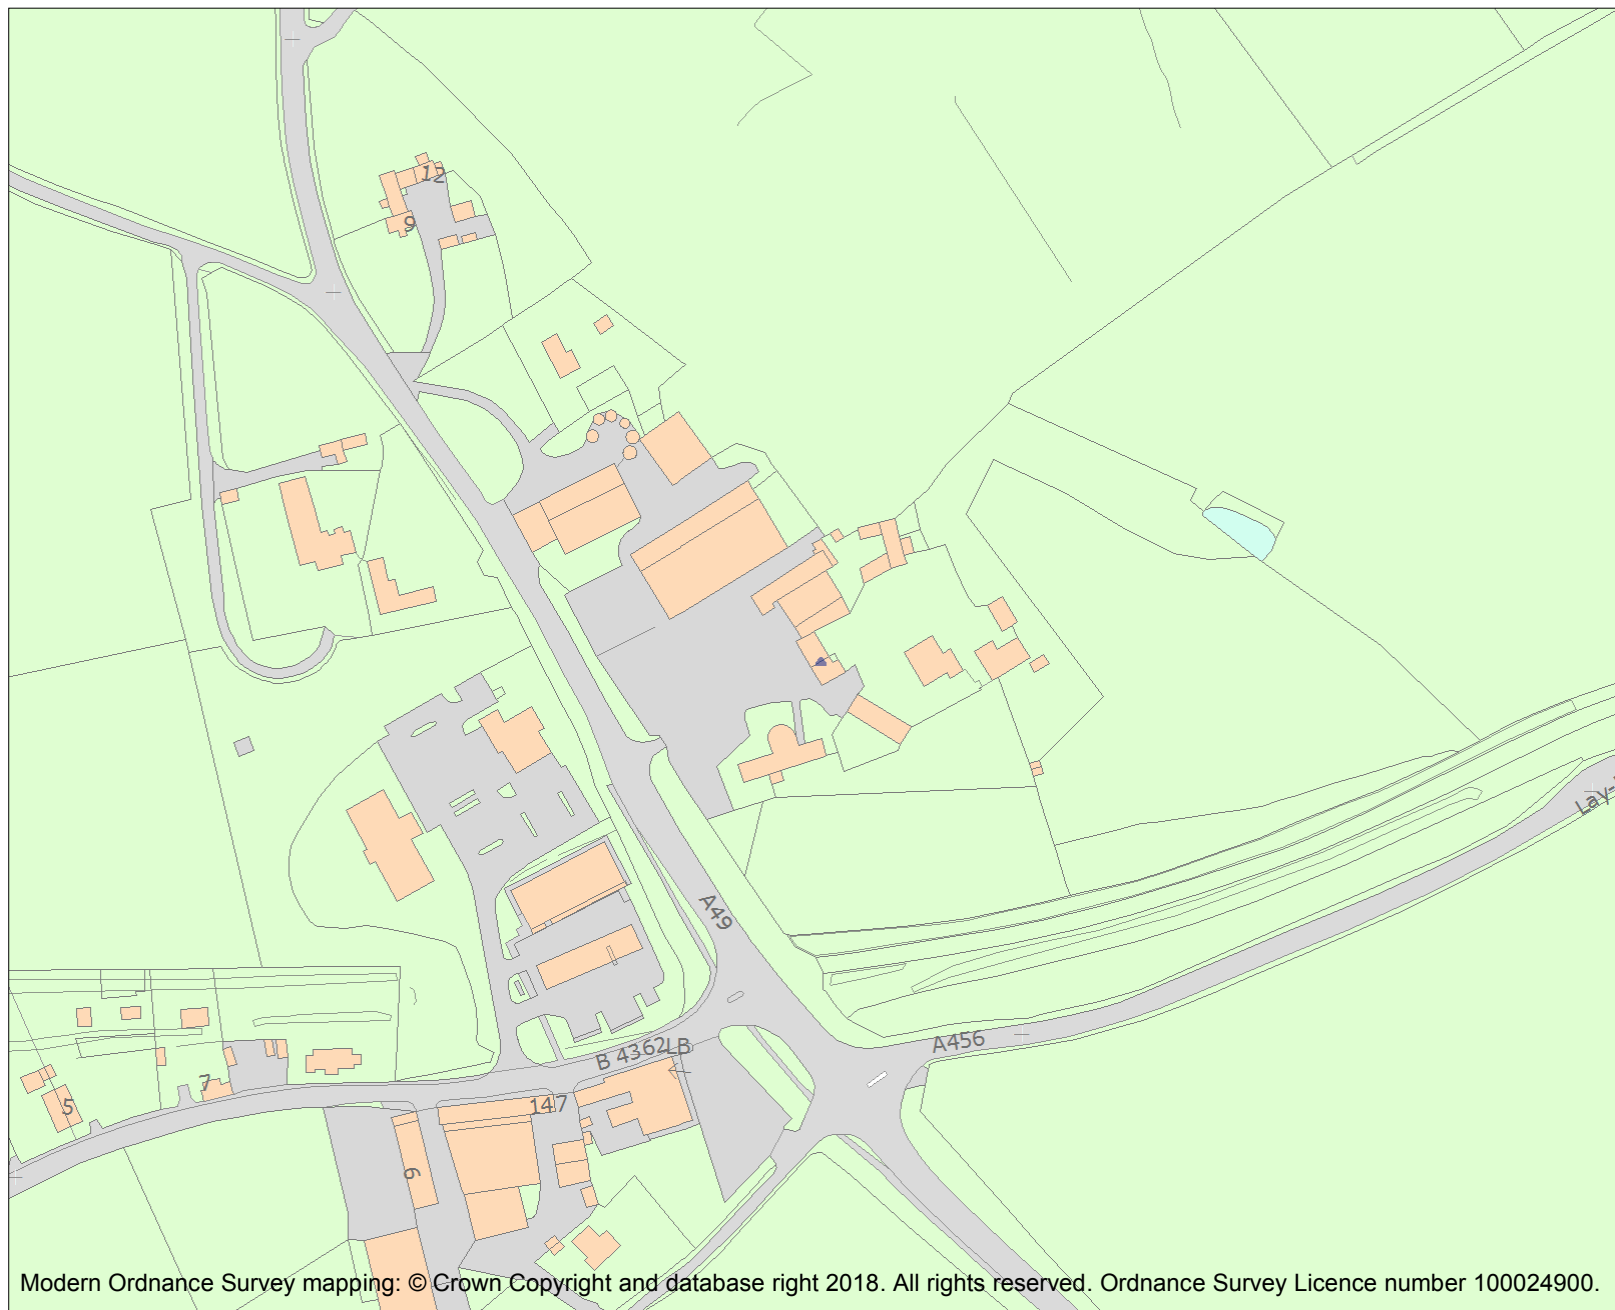 12
9
A49
Lay-
A456
B 4362
LB
7
5
147
6
Modern Ordnance Survey mapping: © Crown Copyright and database right 2018. All rights reserved. Ordnance Survey Licence number 100024900.